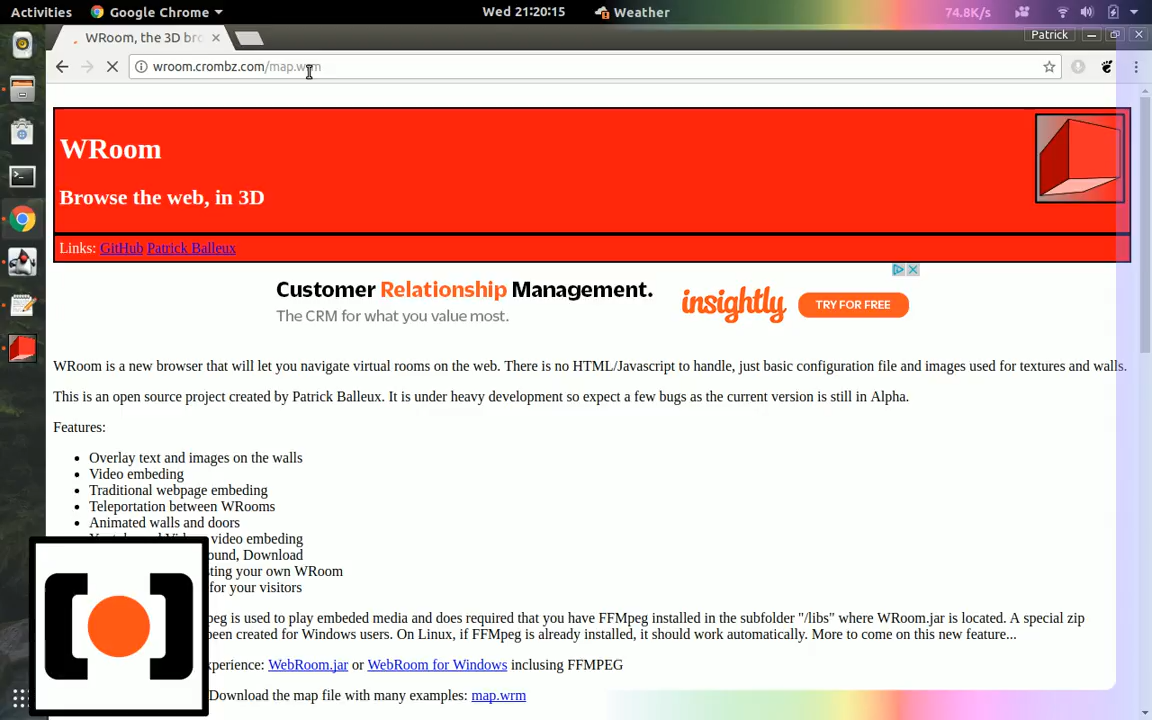 Activities Google Chrome Wed 21:20:15 Weather 74.8K/s
WRoom, the 3D bro Patrick
wroom.crombz.com/map.wrm
WRoom
Browse the web, in 3D
Links: GitHub Patrick Balleux
Customer Relationship Management.
The CRM for what you value most.
insightly
TRY FOR FREE
WRoom is a new browser that will let you navigate virtual rooms on the web. There is no HTML/Javascript to handle, just basic configuration file and images used for textures and walls.
This is an open source project created by Patrick Balleux. It is under heavy development so expect a few bugs as the current version is still in Alpha.
Features:
Overlay text and images on the walls
Video embeding
Traditional webpage embeding
Teleportation between WRooms
Animated walls and doors
video embeding
ound, Download
sting your own WRoom
for your visitors
peg is used to play embeded media and does required that you have FFMpeg installed in the subfolder "/libs" where WRoom.jar is located. A special zip
been created for Windows users. On Linux, if FFMpeg is already installed, it should work automatically. More to come on this new feature...
xperience: WebRoom.jar or WebRoom for Windows inclusing FFMPEG
Download the map file with many examples: map.wrm